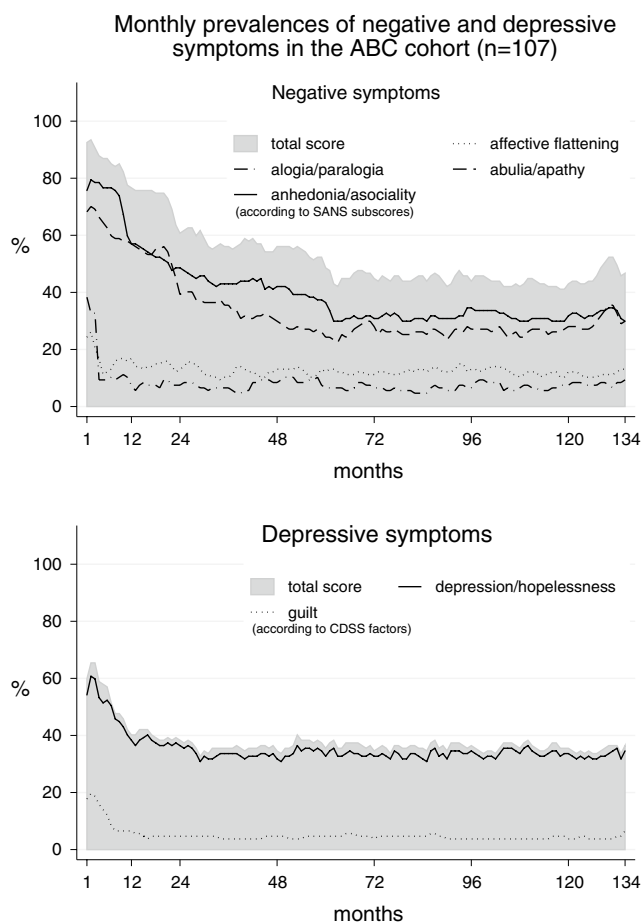 Monthly prevalences of negative and depressive
symptoms in the ABC cohort (n=107)
Negative symptoms
total score
affective flattening
alogia/paralogia
abulia/apathy
anhedonia/asociality
(according to SANS subscores)
100
80
60
40
20
0
%
1 12 24 48 72 96 120 134
months
Depressive symptoms
total score
depression/hopelessness
guilt
(according to CDSS factors)
100
80
60
40
20
0
%
1 12 24 48 72 96 120 134
months